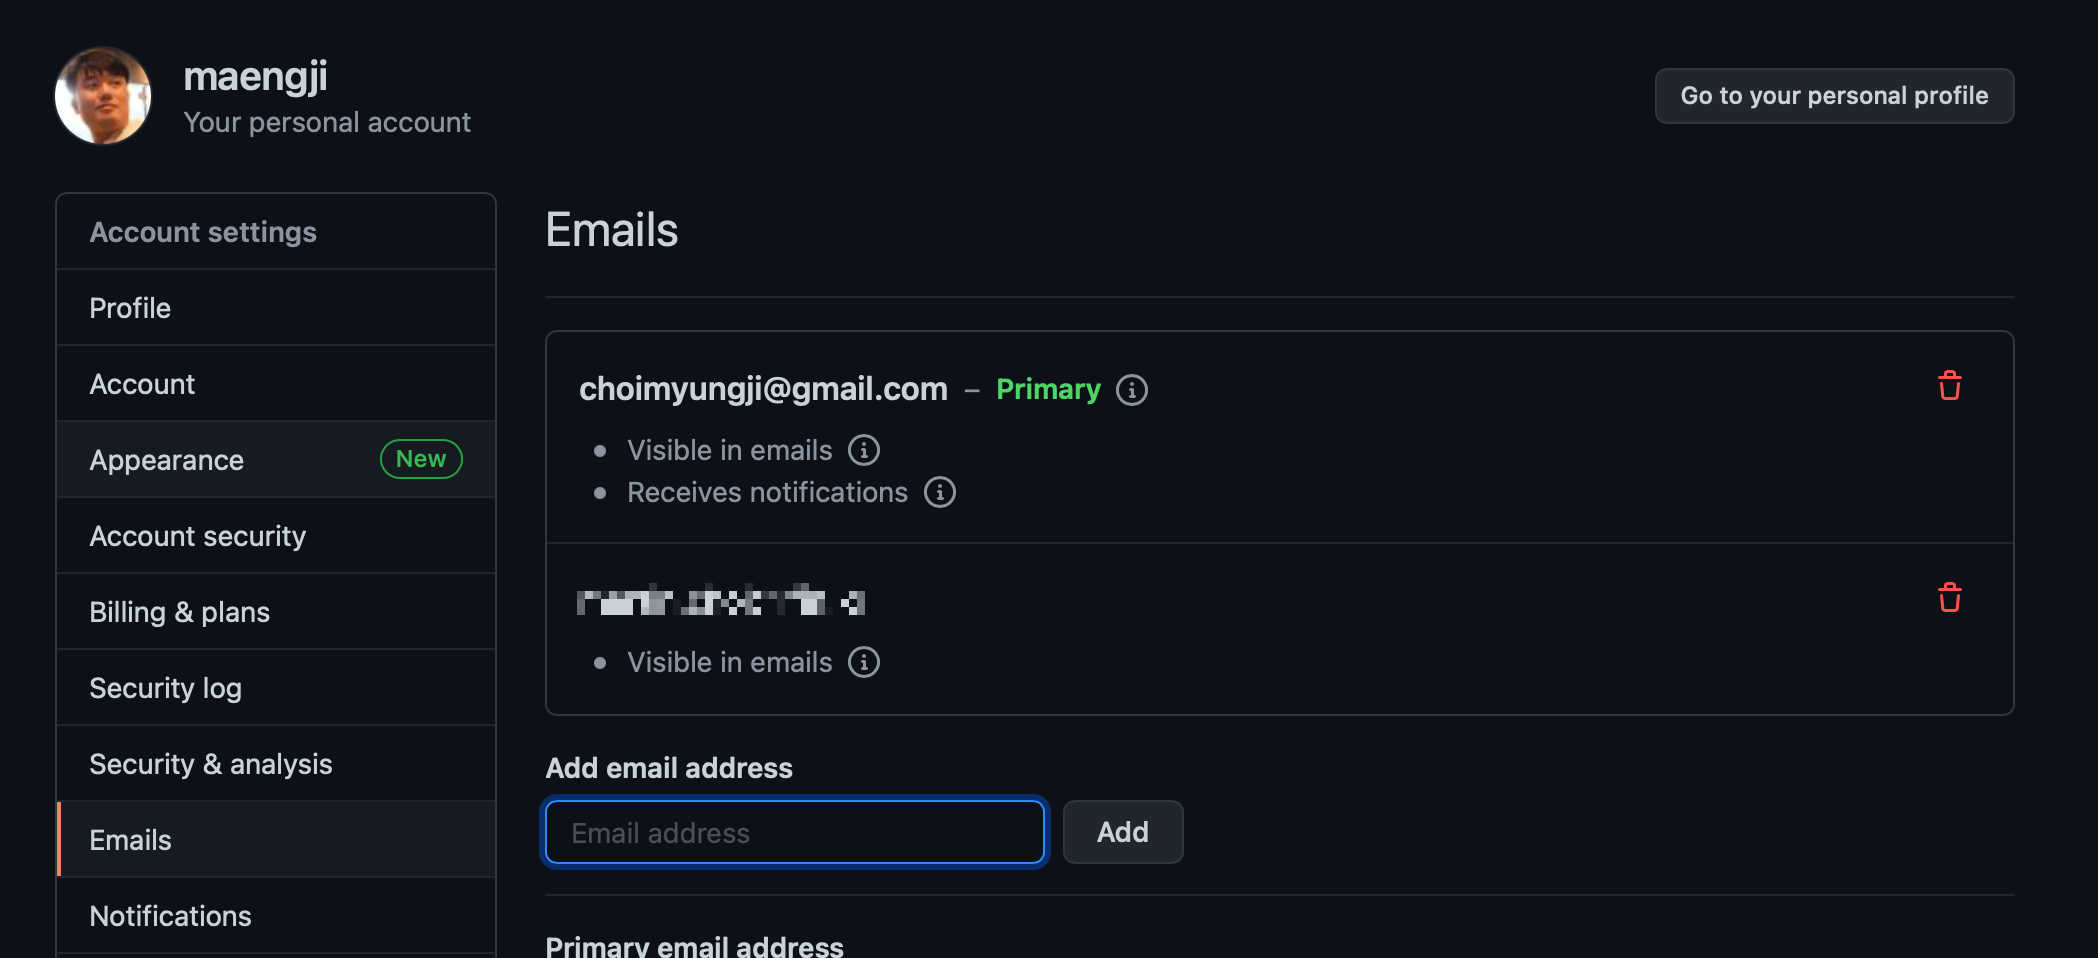 maengji
Your personal account
Go to your personal profile
Account settings
Profile
Account
Appearance New
Account security
Billing & plans
Security log
Security & analysis
Emails
Notifications
Emails
choimyungji@gmail.com – Primary
Visible in emails
Receives notifications
Visible in emails
Add email address
Email address
Add
Primary email address